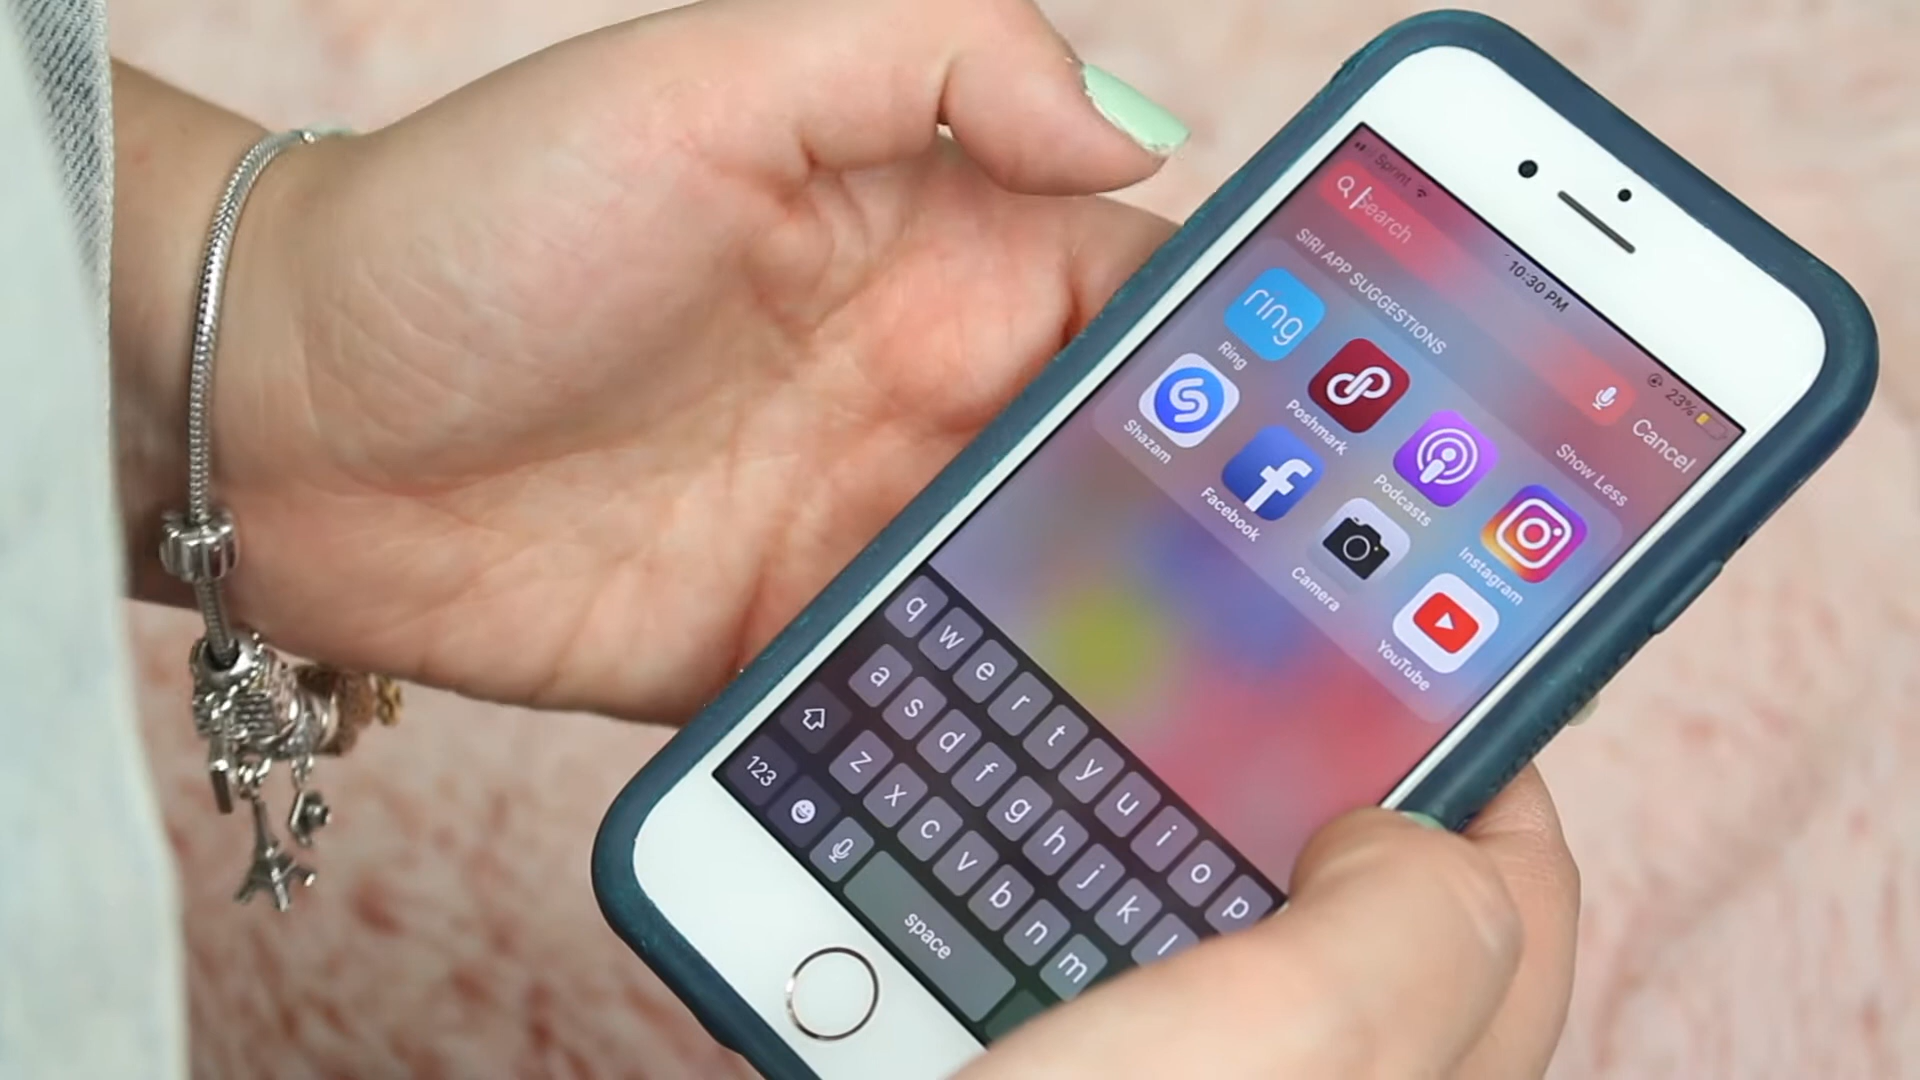 Sprint 10:30 PM 23%
Search Cancel
SIRI APP SUGGESTIONS Show Less
ring
Ring Poshmark Podcasts Instagram
Shazam Facebook Camera YouTube
q w e r t y u i o p
a s d f g h j k l
z x c v b n m
123 space